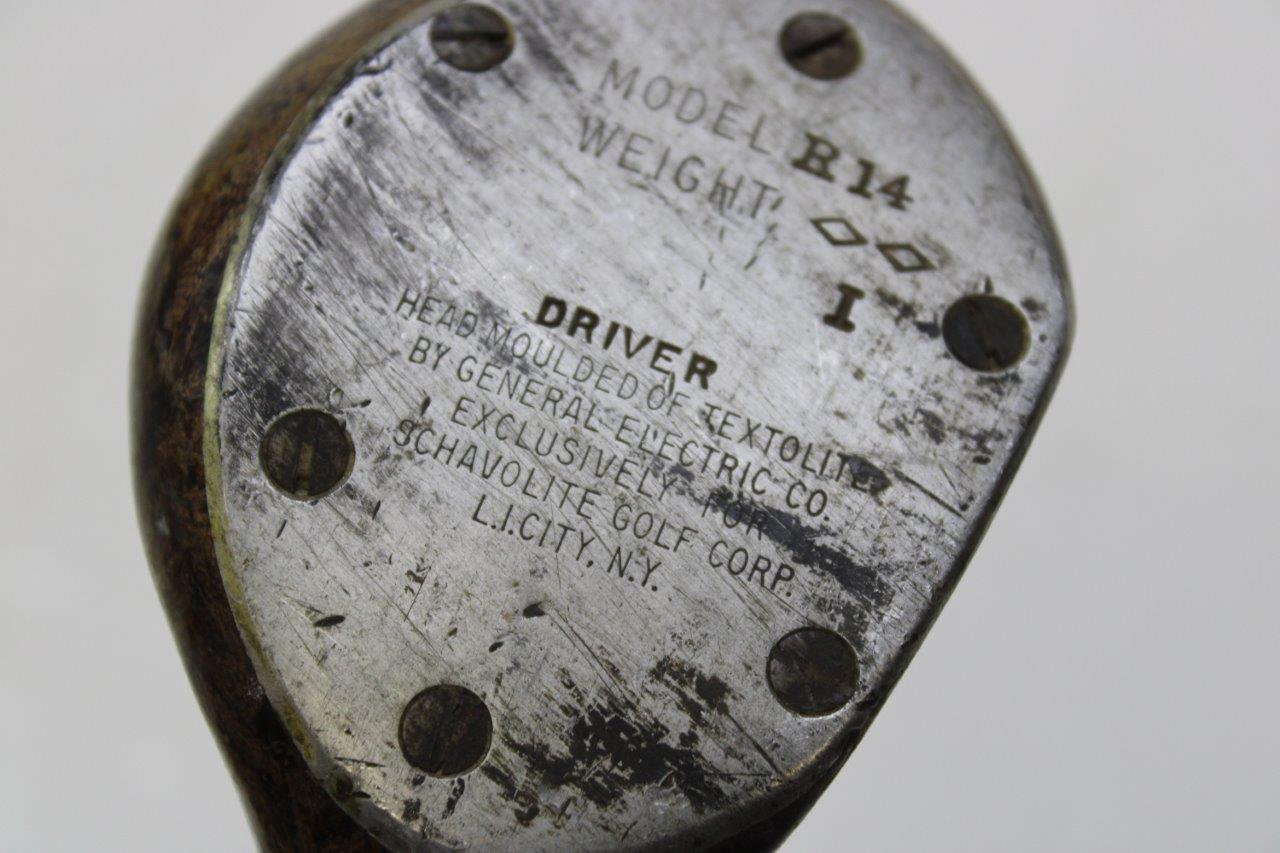 MODEL R14
WEIGHT ◇◇
I
DRIVER
HEAD MOULDED OF TEXTOLITE
BY GENERAL ELECTRIC CO.
EXCLUSIVELY FOR
SCHAVOLITE GOLF CORP.
L.I.CITY, N.Y.